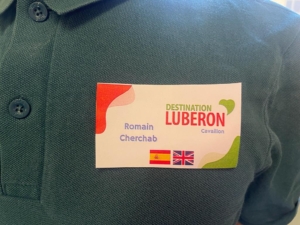 Romain
Cherchab
DESTINATION
LUBERON
Cavaillon